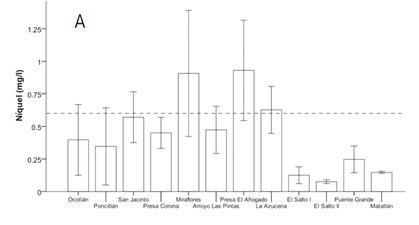 A
Níquel (mg/l)
1.25
1
0.75
0.5
0.25
0
Ocotlán
Poncitlán
San Jacinto
Presa Corona
Miraflores
Arroyo Las Pintas
Presa El Ahogado
La Azucena
El Salto I
El Salto II
Puente Grande
Matatlán